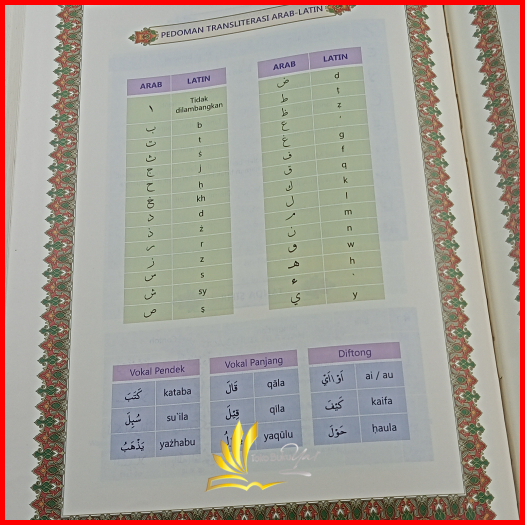 PEDOMAN TRANSLITERASI ARAB-LATIN
ARAB LATIN
ا Tidak dilambangkan
ب b
ت t
ث ś
ج j
ح ḥ
خ kh
د d
ذ ż
ر r
ز z
س s
ش sy
ص ṣ
ARAB LATIN
ض d
ط t
ظ z
ع ‘
غ g
ف f
ق q
ك k
ل l
م m
ن n
و w
هـ h
ء '
ي y
Vokal Pendek
كَتَبَ kataba
سُئِلَ su`ila
يَذْهَبُ yażhabu
Vokal Panjang
قَالَ qāla
قِيْلَ qīla
yaqūlu
Diftong
أَوْ \ أَيْ ai / au
كَيْفَ kaifa
حَوْلَ ḥaula